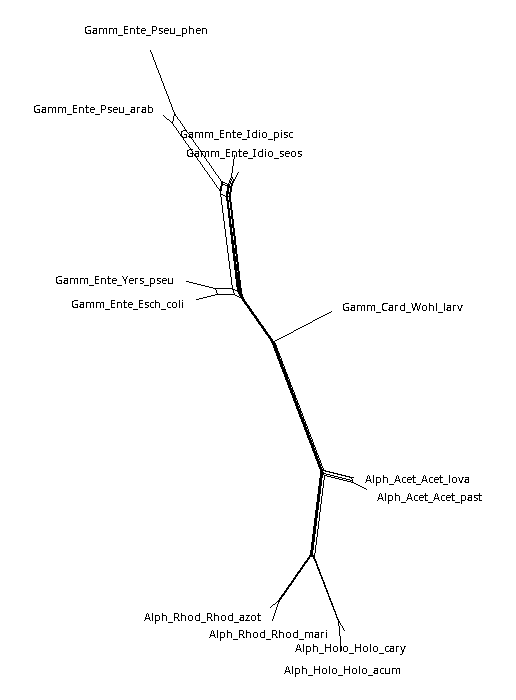 Gamm_Ente_Pseu_phen
Gamm_Ente_Pseu_arab
Gamm_Ente_Idio_pisc
Gamm_Ente_Idio_seos
Gamm_Ente_Yers_pseu
Gamm_Ente_Esch_coli
Gamm_Card_Wohl_larv
Alph_Acet_Acet_lova
Alph_Acet_Acet_past
Alph_Rhod_Rhod_azot
Alph_Rhod_Rhod_mari
Alph_Holo_Holo_cary
Alph_Holo_Holo_acum